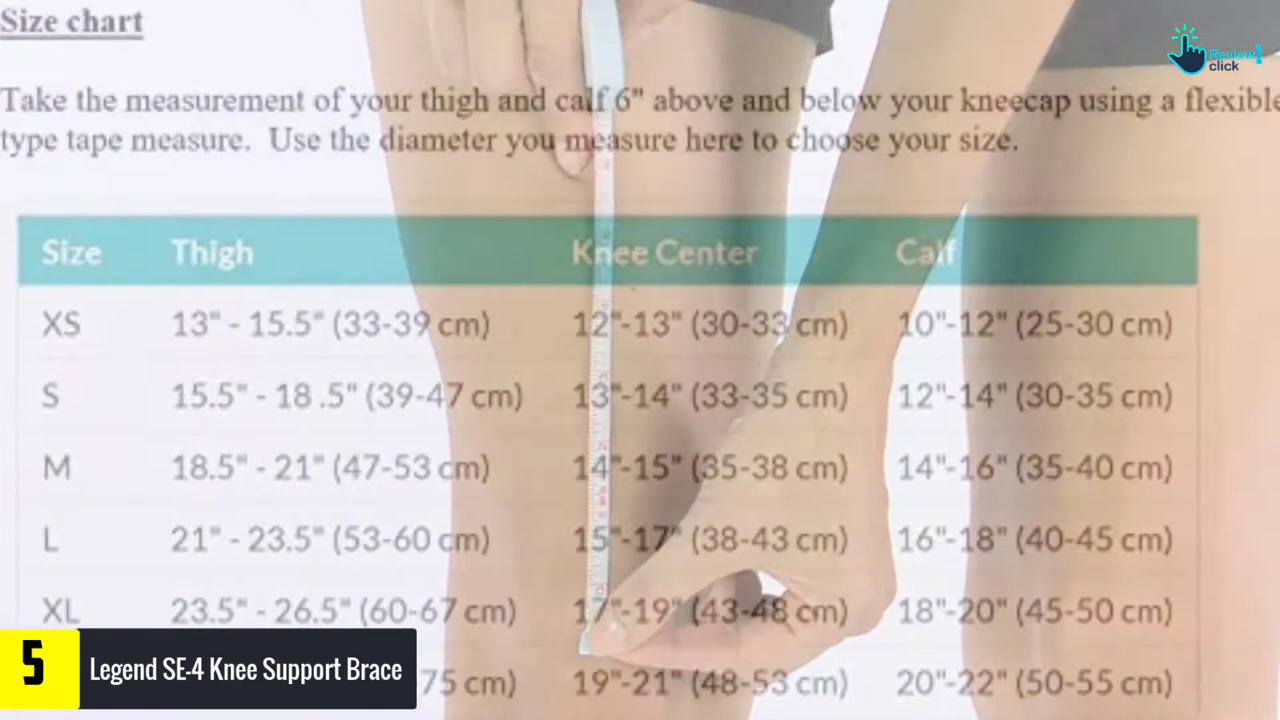 Size chart
Review1
click
Take the measurement of your thigh and calf 6" above and below your kneecap using a flexible
type tape measure. Use the diameter you measure here to choose your size.
Size Thigh Knee Center Calf
XS 13" - 15.5" (33-39 cm) 12"-13" (30-33 cm) 10"-12" (25-30 cm)
S 15.5" - 18 .5" (39-47 cm) 13"-14" (33-35 cm) 12"-14" (30-35 cm)
M 18.5" - 21" (47-53 cm) 14"-15" (35-38 cm) 14"-16" (35-40 cm)
L 21" - 23.5" (53-60 cm) 15"-17" (38-43 cm) 16"-18" (40-45 cm)
XL 23.5" - 26.5" (60-67 cm) 17"-19" (43-48 cm) 18"-20" (45-50 cm)
75 cm) 19"-21" (48-53 cm) 20"-22" (50-55 cm)
5 Legend SE-4 Knee Support Brace